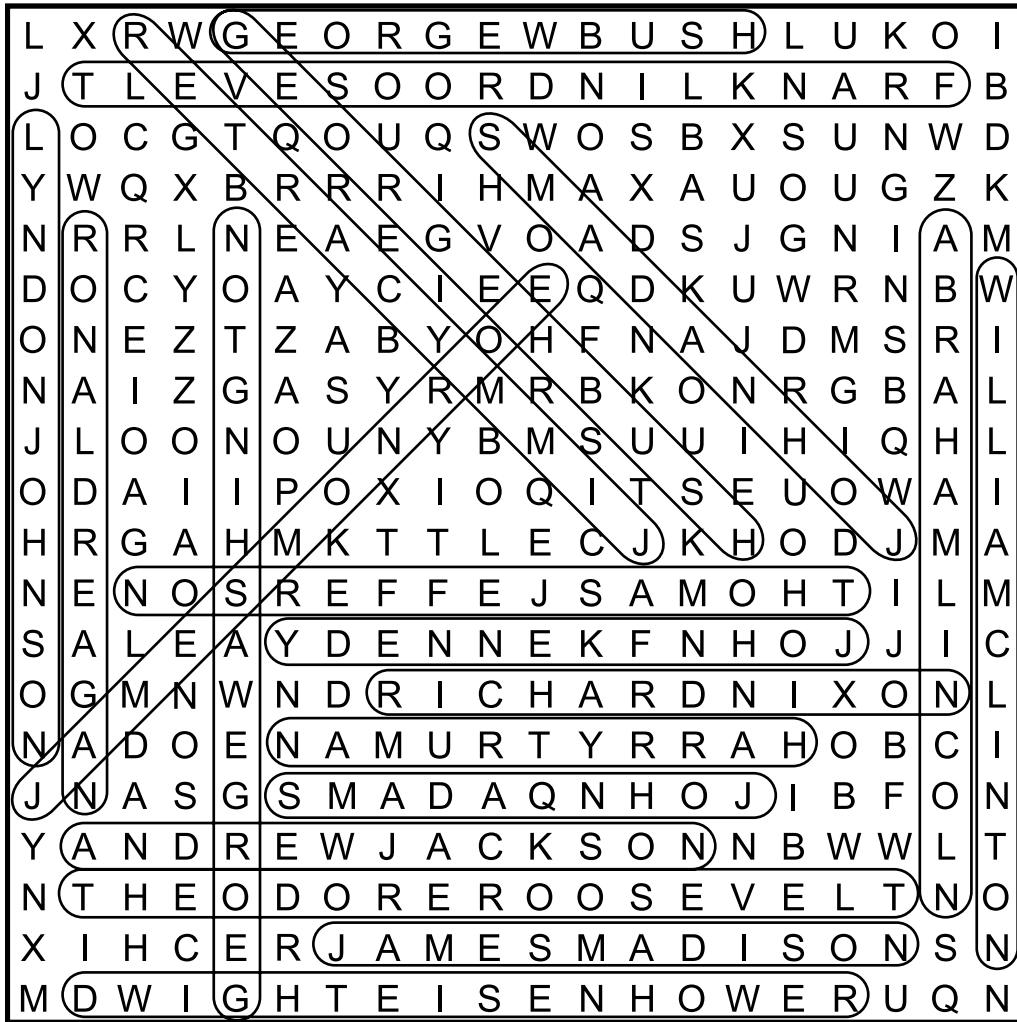 L X R W G E O R G E W B U S H L U K O I
J T L E V E S O O R D N I L K N A R F B
L O C G T Q O U Q S W O S B X S U N W D
Y W Q X B R R R I H M A X A U O U G Z K
N R R L N E A E G V O A D S J G N I A M
D O C Y O A Y C I E E Q D K U W R N B W
O N E Z T Z A B Y O H F N A J D M S R I
N A I Z G A S Y R M R B K O N R G B A L
J L O O N O U N Y B M S U U I H I Q H L
O D A I I P O X I O Q I T S E U O W A I
H R G A H M K T T L E C J K H O D J M A
N E N O S R E F F E J S A M O H T I L M
S A L E A Y D E N N E K F N H O J J I C
O G M N W N D R I C H A R D N I X O N L
N A D O E N A M U R T Y R R A H O B C I
J N A S G S M A D A Q N H O J I B F O N
Y A N D R E W J A C K S O N N B W W L T
N T H E O D O R E R O O S E V E L T N O
X I H C E R J A M E S M A D I S O N S N
M D W I G H T E I S E N H O W E R U Q N